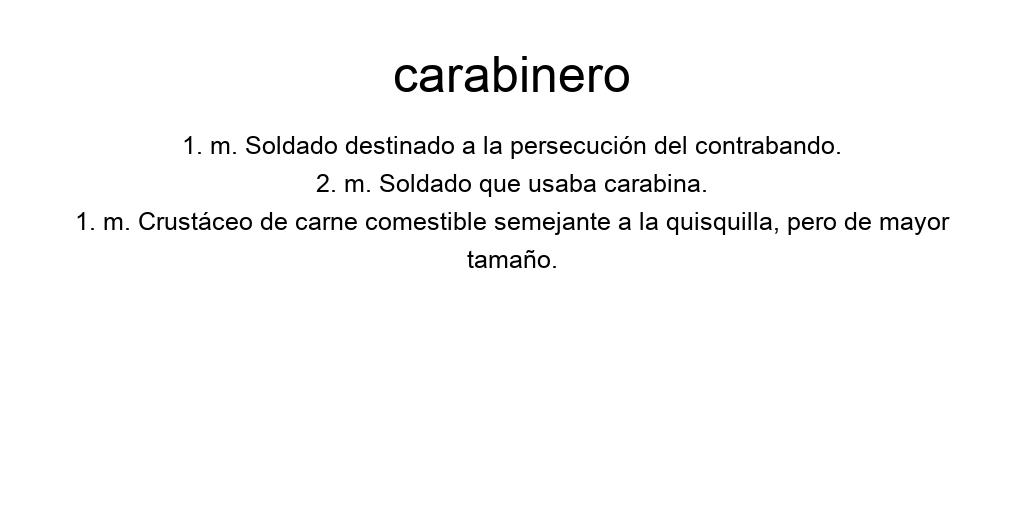 carabinero
1. m. Soldado destinado a la persecución del contrabando.
2. m. Soldado que usaba carabina.
1. m. Crustáceo de carne comestible semejante a la quisquilla, pero de mayor
tamaño.